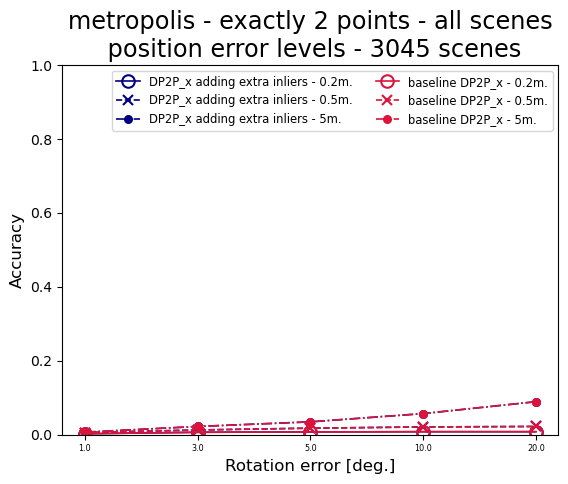 metropolis - exactly 2 points - all scenes
position error levels - 3045 scenes
DP2P_x adding extra inliers - 0.2m.
DP2P_x adding extra inliers - 0.5m.
DP2P_x adding extra inliers - 5m.
baseline DP2P_x - 0.2m.
baseline DP2P_x - 0.5m.
baseline DP2P_x - 5m.
Accuracy
1.0
0.8
0.6
0.4
0.2
0.0
1.0 3.0 5.0 10.0 20.0
Rotation error [deg.]